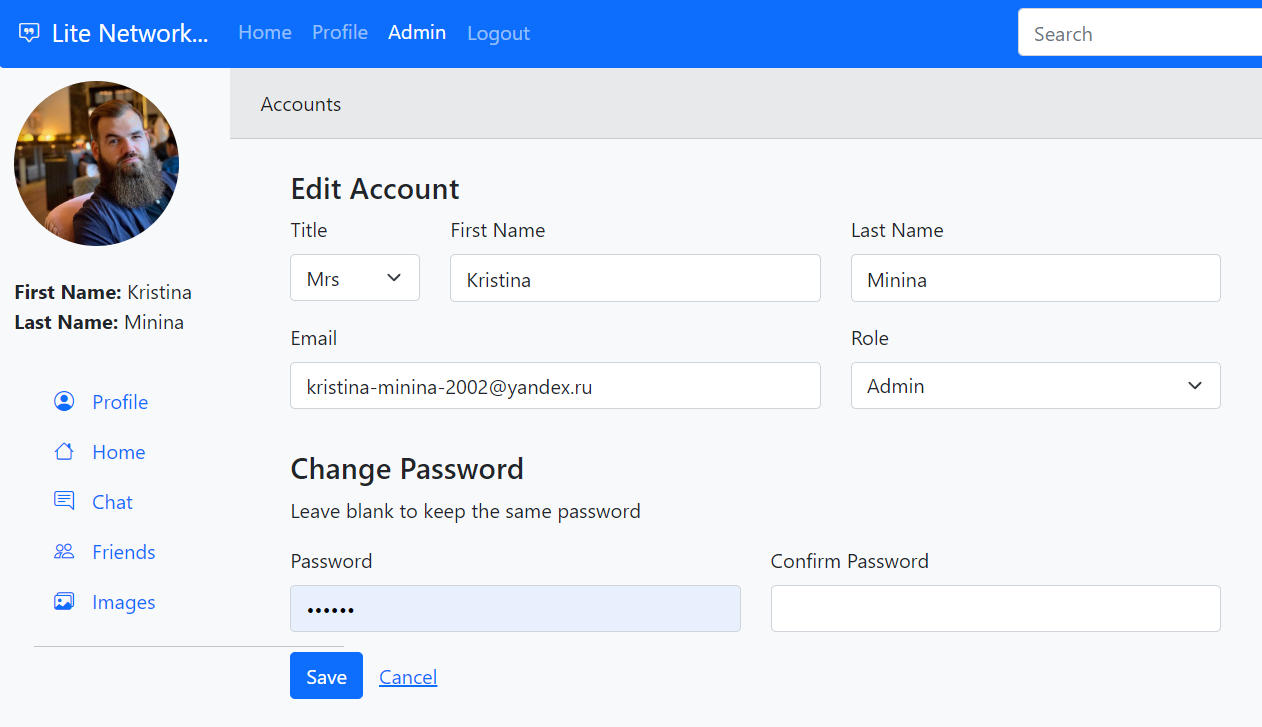 Lite Network... Home Profile Admin Logout Search
Accounts
First Name: Kristina
Last Name: Minina
Profile
Home
Chat
Friends
Images
Edit Account
Title First Name Last Name
Mrs Kristina Minina
Email Role
kristina-minina-2002@yandex.ru Admin
Change Password
Leave blank to keep the same password
Password Confirm Password
••••••
Save Cancel